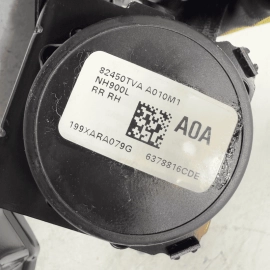 82450TVA A010M1
NH900L
RR RH
A0A
199XARA079G
6378816CDE